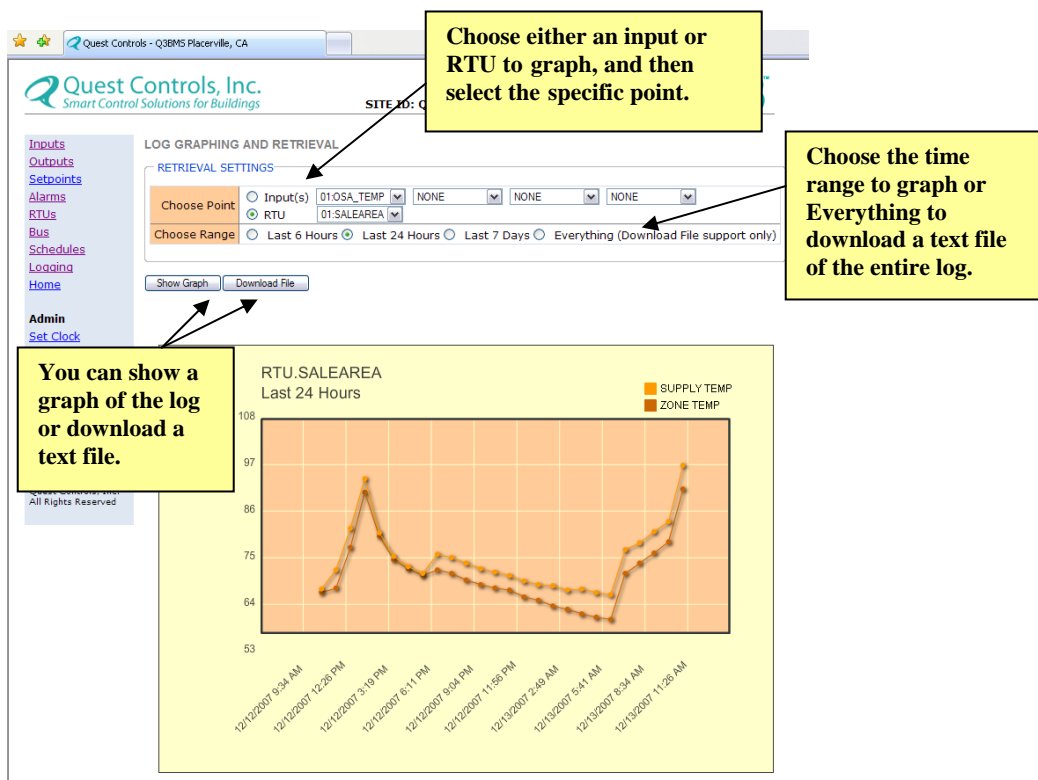 Choose either an input or
RTU to graph, and then
select the specific point.
Quest Controls - Q3BMS Placerville, CA
Quest Controls, Inc.
Smart Control Solutions for Buildings
SITE ID: Q
Choose the time
range to graph or
Everything to
download a text file
of the entire log.
Inputs
Outputs
Setpoints
Alarms
RTUs
Bus
Schedules
Logging
Home
Admin
Set Clock
LOG GRAPHING AND RETRIEVAL
RETRIEVAL SETTINGS
Choose Point Input(s) 01:OSA_TEMP NONE NONE NONE
RTU 01:SALEAREA
Choose Range Last 6 Hours Last 24 Hours Last 7 Days Everything (Download File support only)
Show Graph Download File
You can show a
graph of the log
or download a
text file.
Quest Controls, Inc.
All Rights Reserved
RTU.SALEAREA
Last 24 Hours
SUPPLY TEMP
ZONE TEMP
108
97
86
75
64
53
12/12/2007 9:34 AM
12/12/2007 12:26 PM
12/12/2007 3:19 PM
12/12/2007 6:11 PM
12/12/2007 9:04 PM
12/12/2007 11:56 PM
12/13/2007 2:49 AM
12/13/2007 5:41 AM
12/13/2007 8:34 AM
12/13/2007 11:26 AM